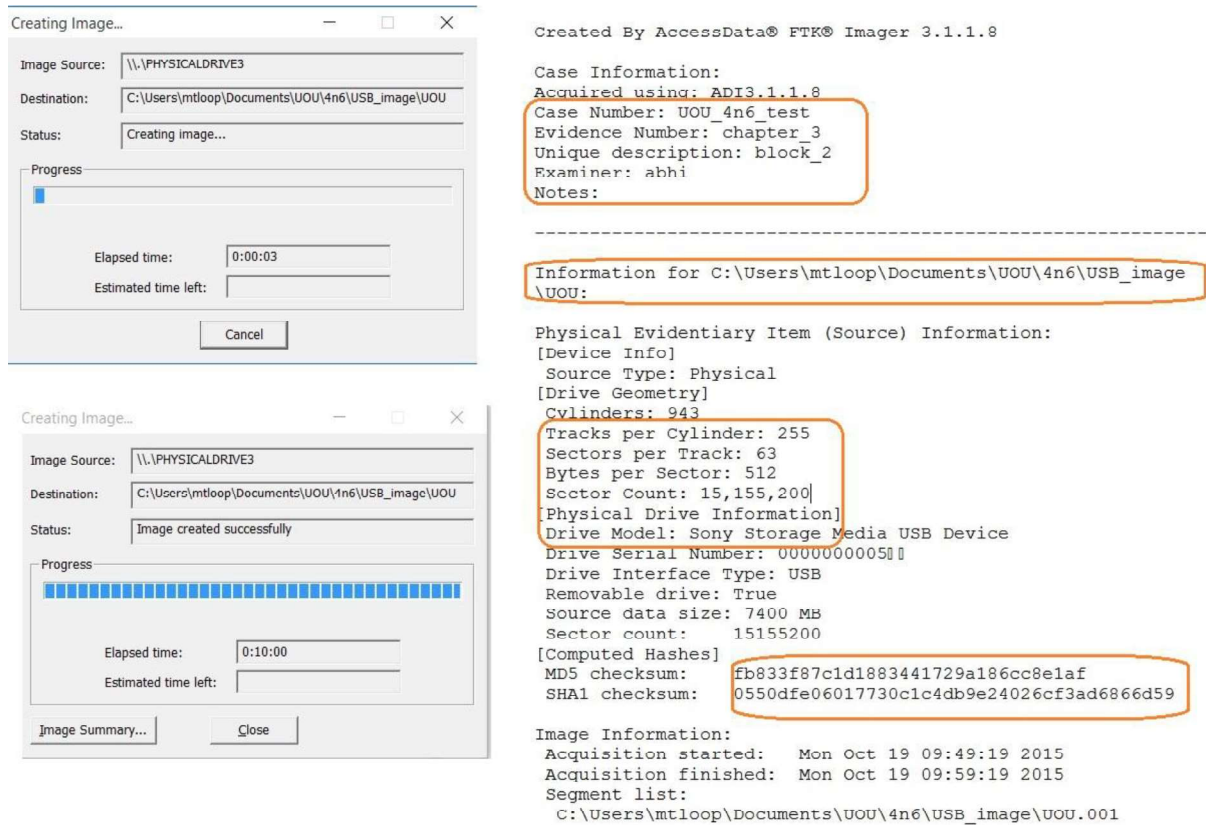 Creating Image...
Image Source: \\.\PHYSICALDRIVE3
Destination: C:\Users\mtloop\Documents\UOU\4n6\USB_image\UOU
Status: Creating image...
Progress
Elapsed time: 0:00:03
Estimated time left:
Cancel
Creating Image...
Image Source: \\.\PHYSICALDRIVE3
Destination: C:\Users\mtloop\Documents\UOU\4n6\USB_image\UOU
Status: Image created successfully
Progress
Elapsed time: 0:10:00
Estimated time left:
Image Summary...
Close
Created By AccessData® FTK® Imager 3.1.1.8
Case Information:
Acquired using: ADI3.1.1.8
Case Number: UOU_4n6_test
Evidence Number: chapter_3
Unique description: block_2
Examiner: abhi
Notes:
--------------------------------------------------------------
Information for C:\Users\mtloop\Documents\UOU\4n6\USB_image
\UOU:
Physical Evidentiary Item (Source) Information:
[Device Info]
Source Type: Physical
[Drive Geometry]
Cylinders: 943
Tracks per Cylinder: 255
Sectors per Track: 63
Bytes per Sector: 512
Sector Count: 15,155,200
[Physical Drive Information]
Drive Model: Sony Storage Media USB Device
Drive Serial Number: 0000000005▯▯
Drive Interface Type: USB
Removable drive: True
Source data size: 7400 MB
Sector count: 15155200
[Computed Hashes]
MD5 checksum: fb833f87c1d1883441729a186cc8e1af
SHA1 checksum: 0550dfe06017730c1c4db9e24026cf3ad6866d59
Image Information:
Acquisition started: Mon Oct 19 09:49:19 2015
Acquisition finished: Mon Oct 19 09:59:19 2015
Segment list:
C:\Users\mtloop\Documents\UOU\4n6\USB_image\UOU.001